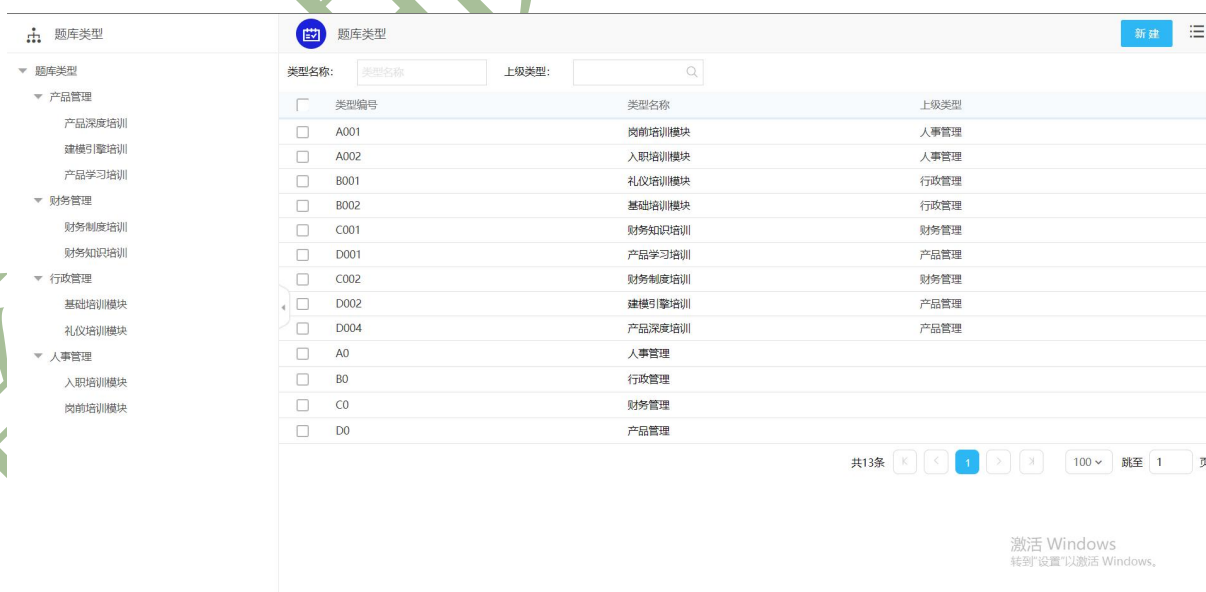 题库类型
题库类型
产品管理
产品深度培训
建模引擎培训
产品学习培训
财务管理
财务制度培训
财务知识培训
行政管理
基础培训模块
礼仪培训模块
人事管理
入职培训模块
岗前培训模块
题库类型 新建
类型名称: 类型名称 上级类型:
类型编号 类型名称 上级类型
A001 岗前培训模块 人事管理
A002 入职培训模块 人事管理
B001 礼仪培训模块 行政管理
B002 基础培训模块 行政管理
C001 财务知识培训 财务管理
D001 产品学习培训 产品管理
C002 财务制度培训 财务管理
D002 建模引擎培训 产品管理
D004 产品深度培训 产品管理
A0 人事管理
B0 行政管理
C0 财务管理
D0 产品管理
共13条 1 100 跳至 1 页
激活 Windows
转到"设置"以激活 Windows。